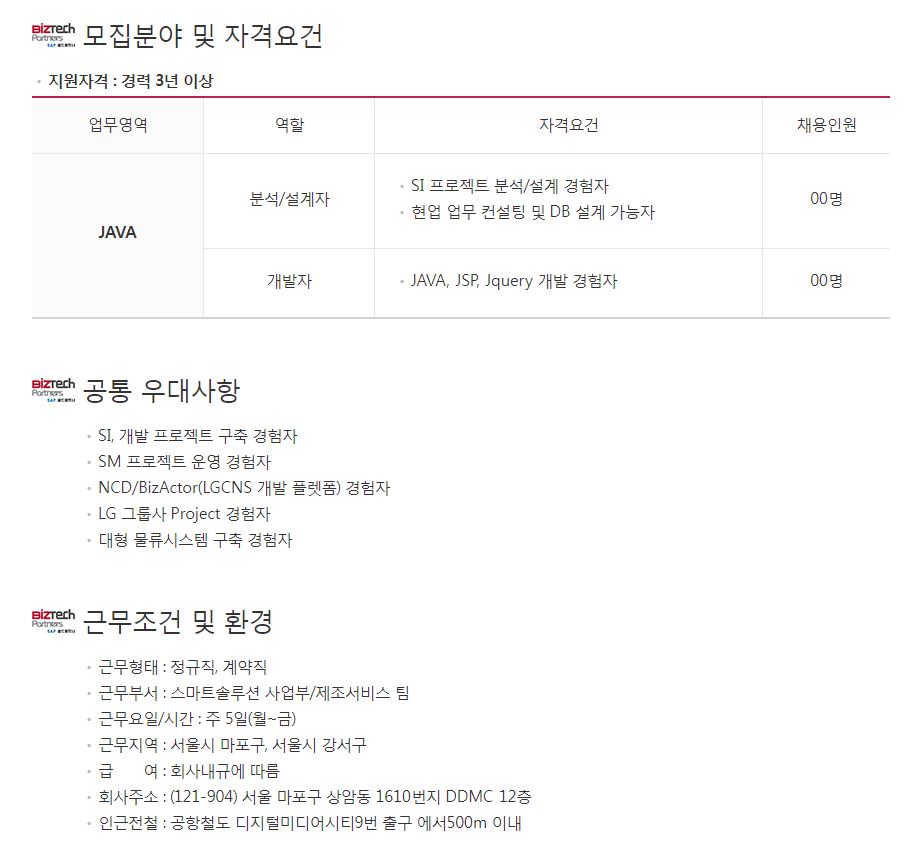 BIZTech
Partners
SAP 골드파트너
모집분야 및 자격요건
지원자격 : 경력 3년 이상
업무영역 역할 자격요건 채용인원
JAVA
분석/설계자
SI 프로젝트 분석/설계 경험자
현업 업무 컨설팅 및 DB 설계 가능자
00명
개발자
JAVA, JSP, Jquery 개발 경험자
00명
BIZTech
Partners
SAP 골드파트너
공통 우대사항
SI, 개발 프로젝트 구축 경험자
SM 프로젝트 운영 경험자
NCD/BizActor(LGCNS 개발 플렛폼) 경험자
LG 그룹사 Project 경험자
대형 물류시스템 구축 경험자
BIZTech
Partners
SAP 골드파트너
근무조건 및 환경
근무형태 : 정규직, 계약직
근무부서 : 스마트솔루션 사업부/제조서비스 팀
근무요일/시간 : 주 5일(월~금)
근무지역 : 서울시 마포구, 서울시 강서구
급 여 : 회사내규에 따름
회사주소 : (121-904) 서울 마포구 상암동 1610번지 DDMC 12층
인근전철 : 공항철도 디지털미디어시티9번 출구 에서500m 이내